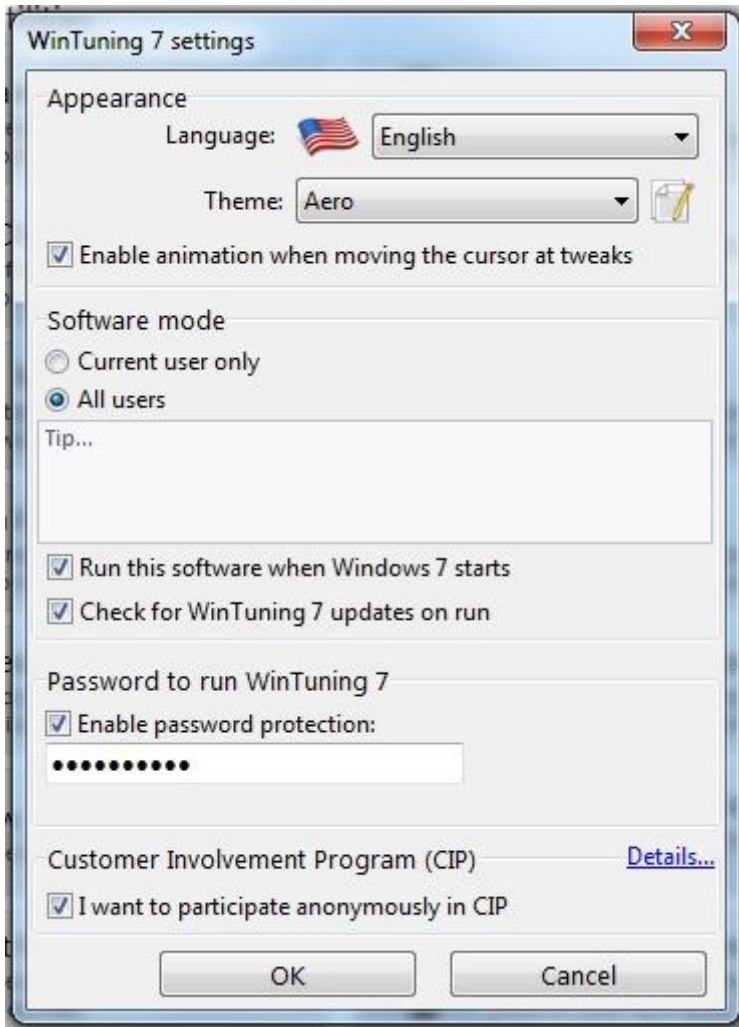 WinTuning 7 settings
Appearance
Language: English
Theme: Aero
Enable animation when moving the cursor at tweaks
Software mode
Current user only
All users
Tip...
Run this software when Windows 7 starts
Check for WinTuning 7 updates on run
Password to run WinTuning 7
Enable password protection:
••••••••••
Customer Involvement Program (CIP) Details...
I want to participate anonymously in CIP
OK Cancel